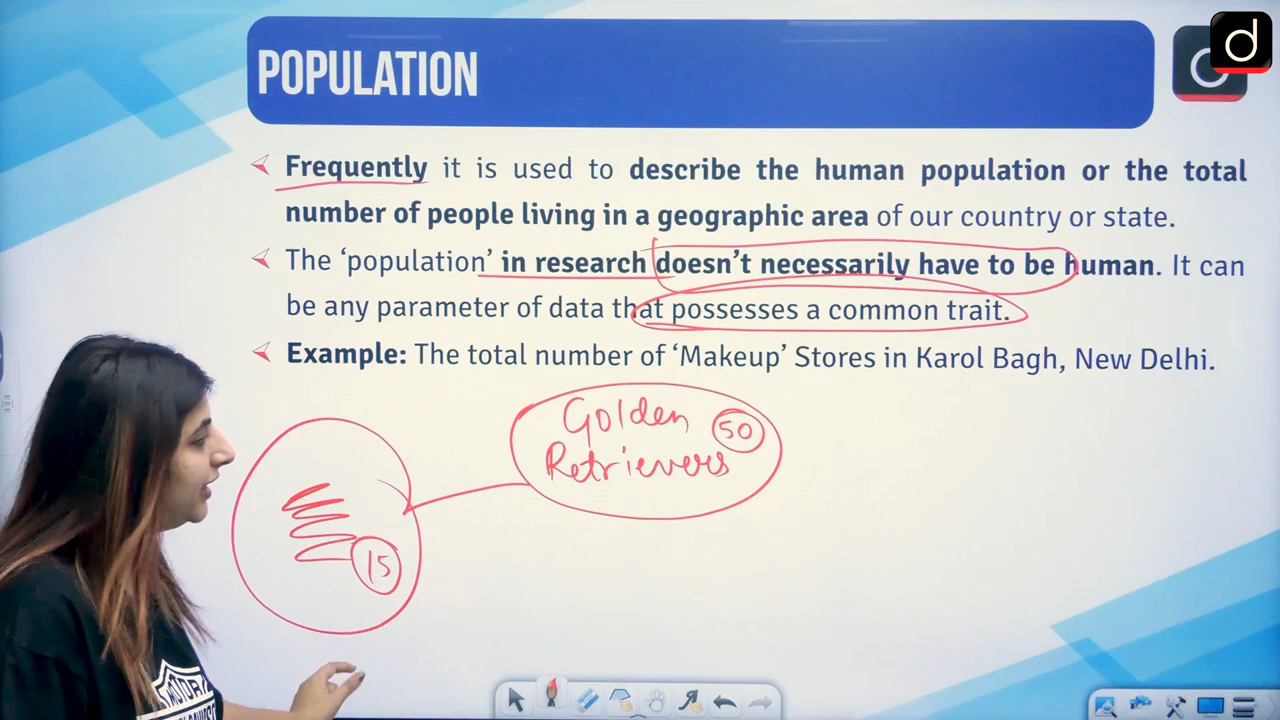 d
POPULATION
Frequently it is used to describe the human population or the total
number of people living in a geographic area of our country or state.
The ‘population’ in research doesn’t necessarily have to be human. It can
be any parameter of data that possesses a common trait.
Example: The total number of ‘Makeup’ Stores in Karol Bagh, New Delhi.
Golden
Retrievers
50
15